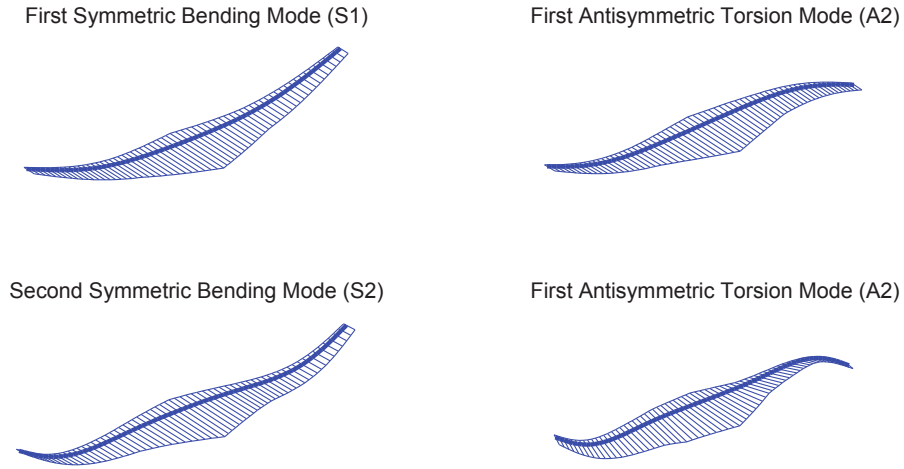 First Symmetric Bending Mode (S1)
First Antisymmetric Torsion Mode (A2)
Second Symmetric Bending Mode (S2)
First Antisymmetric Torsion Mode (A2)